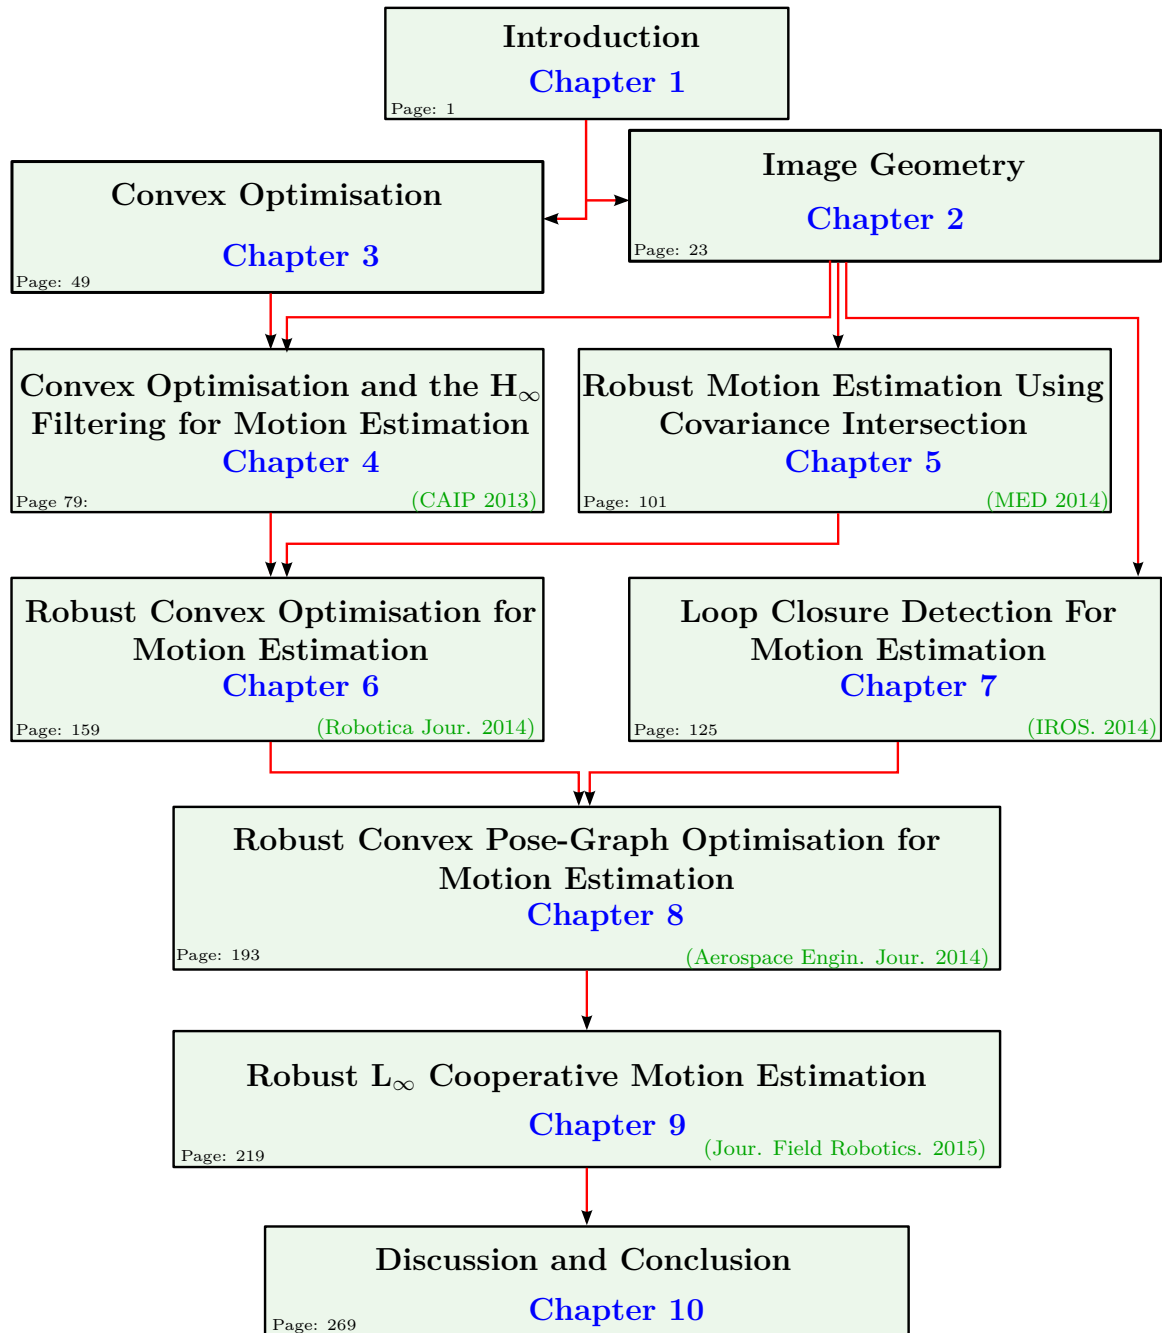 Introduction
Chapter 1
Page: 1
Image Geometry
Chapter 2
Page: 23
Convex Optimisation
Chapter 3
Page: 49
Convex Optimisation and the H∞
Filtering for Motion Estimation
Chapter 4
Page 79:
(CAIP 2013)
Robust Motion Estimation Using
Covariance Intersection
Chapter 5
Page: 101
(MED 2014)
Robust Convex Optimisation for
Motion Estimation
Chapter 6
Page: 159
(Robotica Jour. 2014)
Loop Closure Detection For
Motion Estimation
Chapter 7
Page: 125
(IROS. 2014)
Robust Convex Pose-Graph Optimisation for
Motion Estimation
Chapter 8
Page: 193
(Aerospace Engin. Jour. 2014)
Robust L∞ Cooperative Motion Estimation
Chapter 9
Page: 219
(Jour. Field Robotics. 2015)
Discussion and Conclusion
Chapter 10
Page: 269